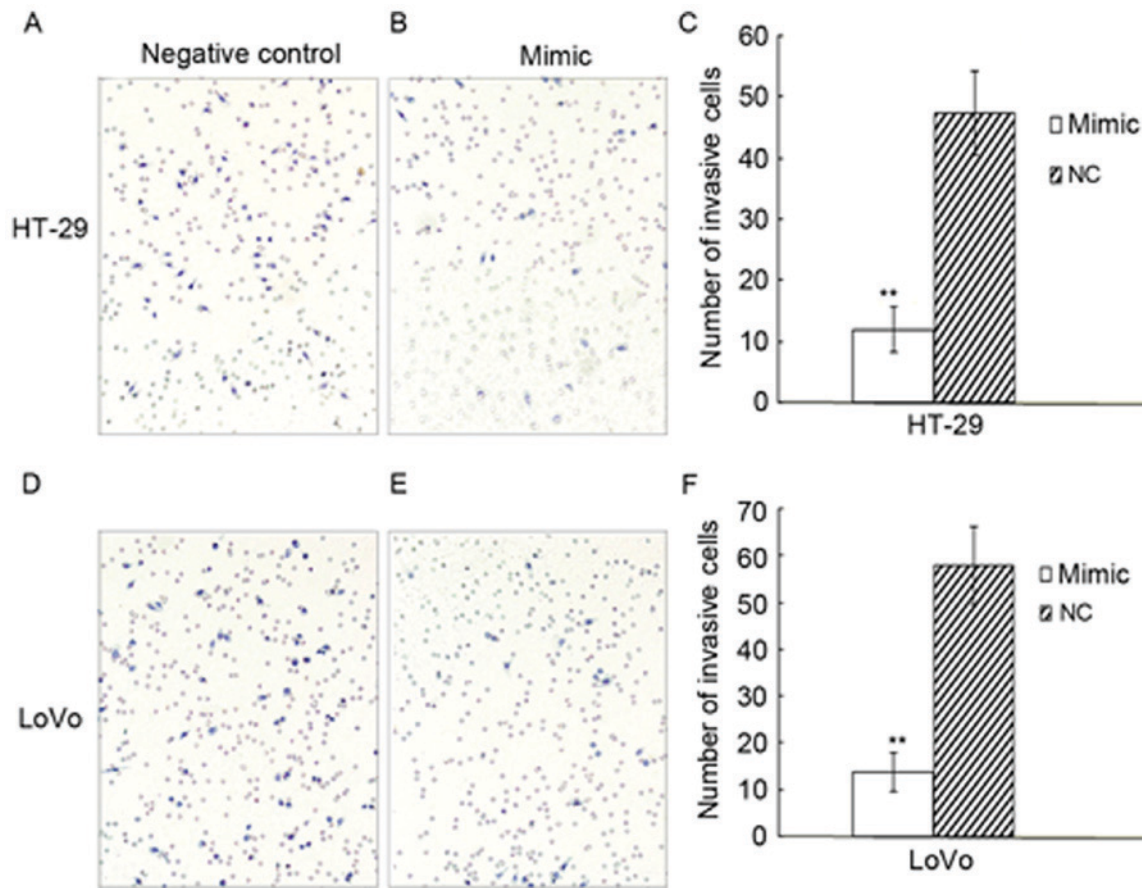 A
Negative control
B
Mimic
HT-29
C
Number of invasive cells
60
50
40
30
20
10
0
**
HT-29
Mimic
NC
D
E
LoVo
F
Number of invasive cells
70
60
50
40
30
20
10
0
**
LoVo
Mimic
NC